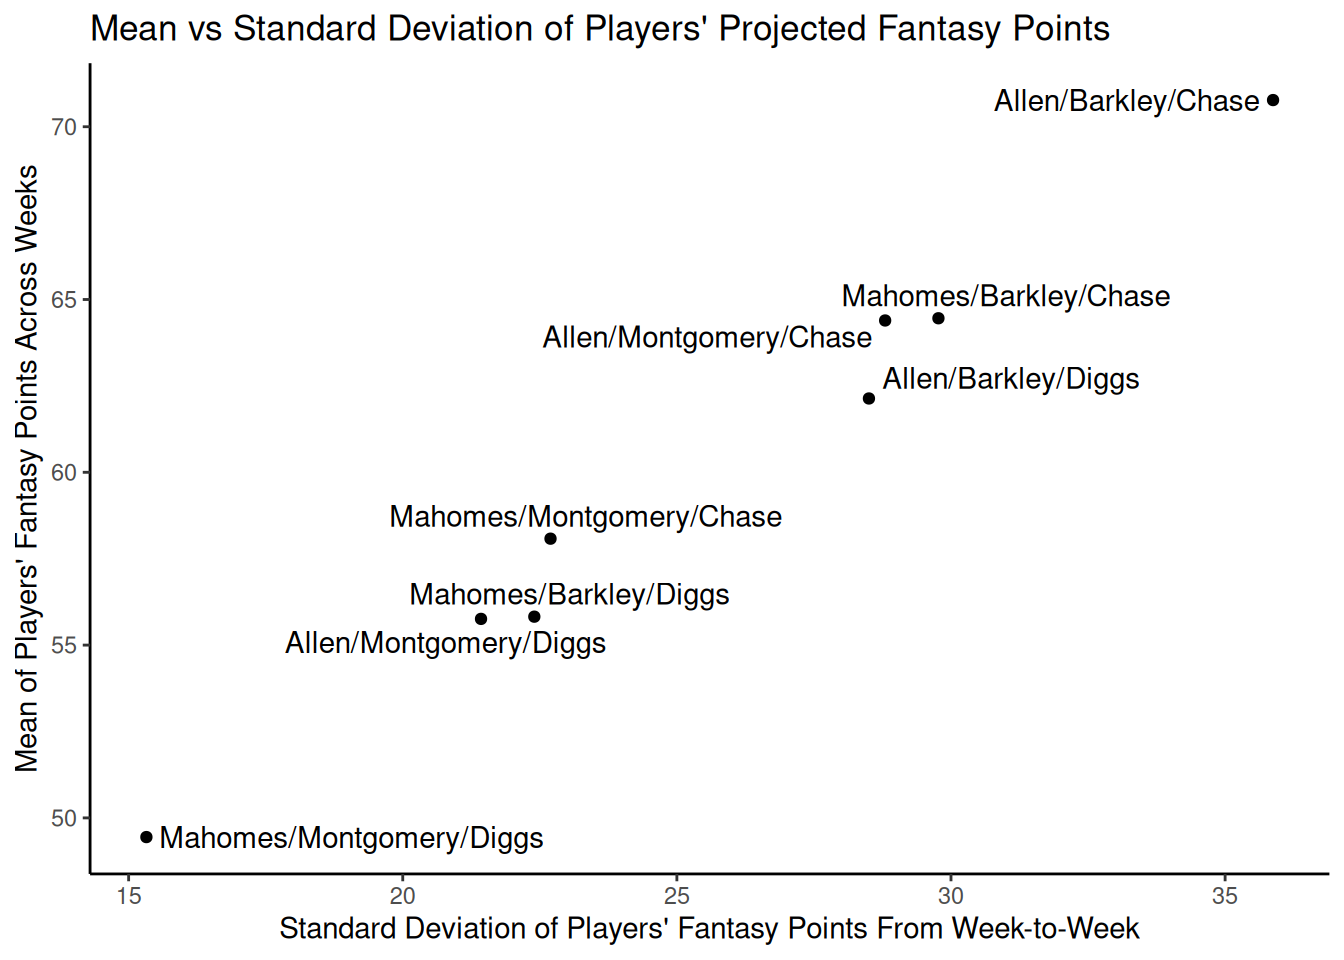 Mean vs Standard Deviation of Players' Projected Fantasy Points
Mean of Players' Fantasy Points Across Weeks
70
65
60
55
50
Allen/Barkley/Chase
Mahomes/Barkley/Chase
Allen/Montgomery/Chase
Allen/Barkley/Diggs
Mahomes/Montgomery/Chase
Mahomes/Barkley/Diggs
Allen/Montgomery/Diggs
Mahomes/Montgomery/Diggs
15
20
25
30
35
Standard Deviation of Players' Fantasy Points From Week-to-Week